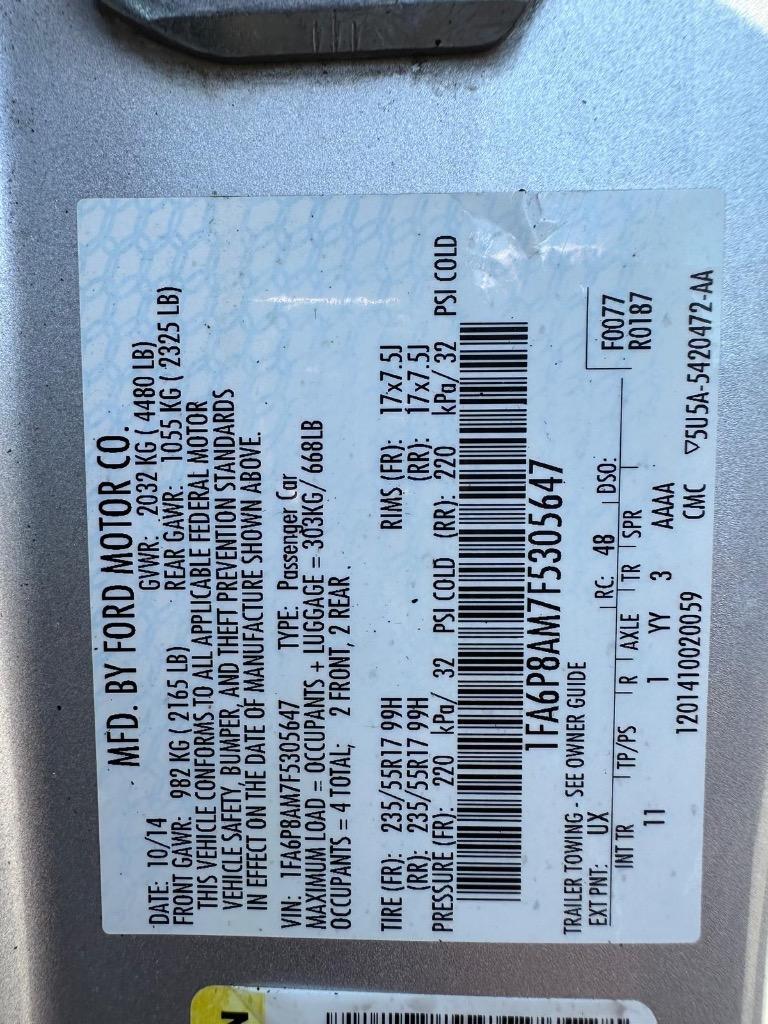 MFD. BY FORD MOTOR CO.
DATE: 10/14 GVWR: 2032 KG ( 4480 LB)
FRONT GAWR: 982 KG ( 2165 LB) REAR GAWR: 1055 KG ( 2325 LB)
THIS VEHICLE CONFORMS TO ALL APPLICABLE FEDERAL MOTOR
VEHICLE SAFETY, BUMPER, AND THEFT PREVENTION STANDARDS
IN EFFECT ON THE DATE OF MANUFACTURE SHOWN ABOVE.
VIN: 1FA6P8AM7F5305647 TYPE: Passenger Car
MAXIMUM LOAD = OCCUPANTS + LUGGAGE = 303KG/ 668LB
OCCUPANTS = 4 TOTAL; 2 FRONT, 2 REAR
TIRE (FR): 235/55R17 99H RIMS (FR): 17x7.5J
(RR): 235/55R17 99H (RR): 17x7.5J
PRESSURE (FR): 220 kPa/ 32 PSI COLD (RR): 220 kPa/ 32 PSI COLD
1FA6P8AM7F5305647
TRAILER TOWING - SEE OWNER GUIDE
F0077
R0187
EXT PNT: UX RC: 48 DSO:
INT TR TP/PS R AXLE TR SPR
11 1 YY 3 AAAA
1201410020059 CMC ▽5U5A-5420472-AA
N